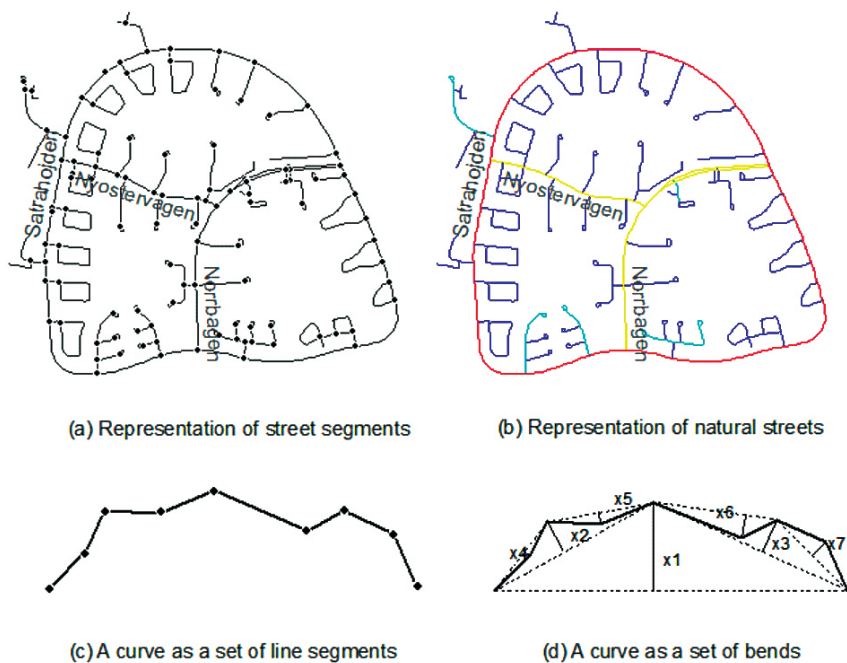 Satrahojden
Nyostervagen
Norrbagen
Satrahojden
Nyostervagen
Norrbagen
(a) Representation of street segments
(b) Representation of natural streets
x5
x6
x4
x2
x1
x3
x7
(c) A curve as a set of line segments
(d) A curve as a set of bends